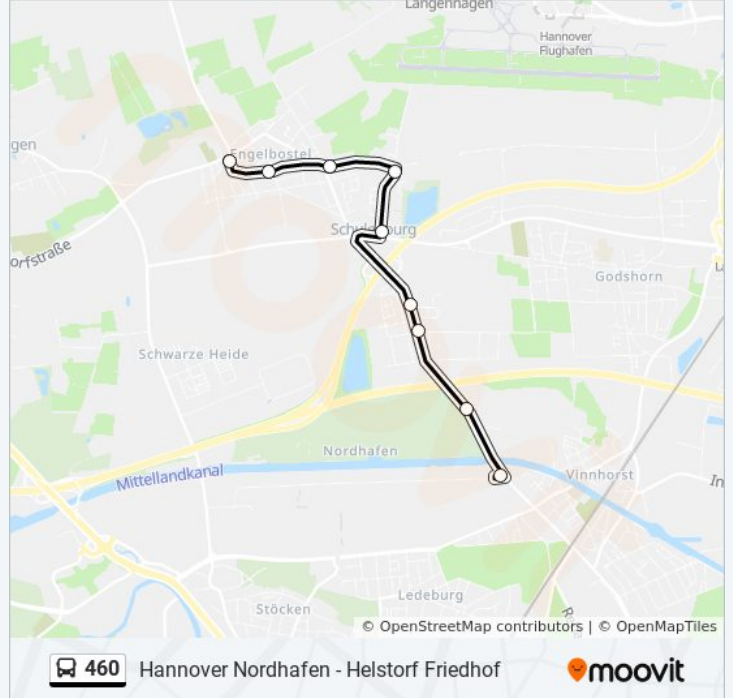 Langenhagen
Hannover
Flughafen
gen
Engelbostel
orfstraße
Godshorn
Schwarze Heide
Nordhafen
Mittellandkanal
Vinnhorst
In
Ledeburg
Stöcken
© OpenStreetMap contributors | © OpenMapTiles
460 Hannover Nordhafen - Helstorf Friedhof
moovit